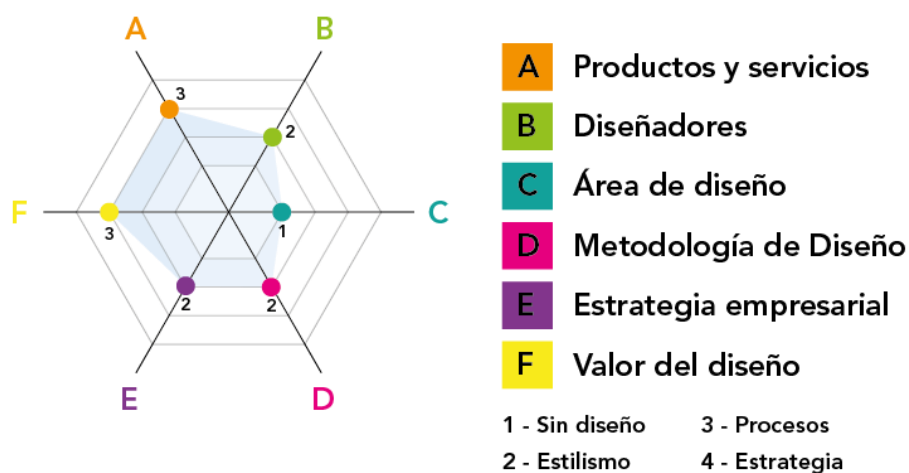 A
B
3
2
F
C
3
1
2
2
E
D
A Productos y servicios
B Diseñadores
C Área de diseño
D Metodología de Diseño
E Estrategia empresarial
F Valor del diseño
1 - Sin diseño 3 - Procesos
2 - Estilismo 4 - Estrategia